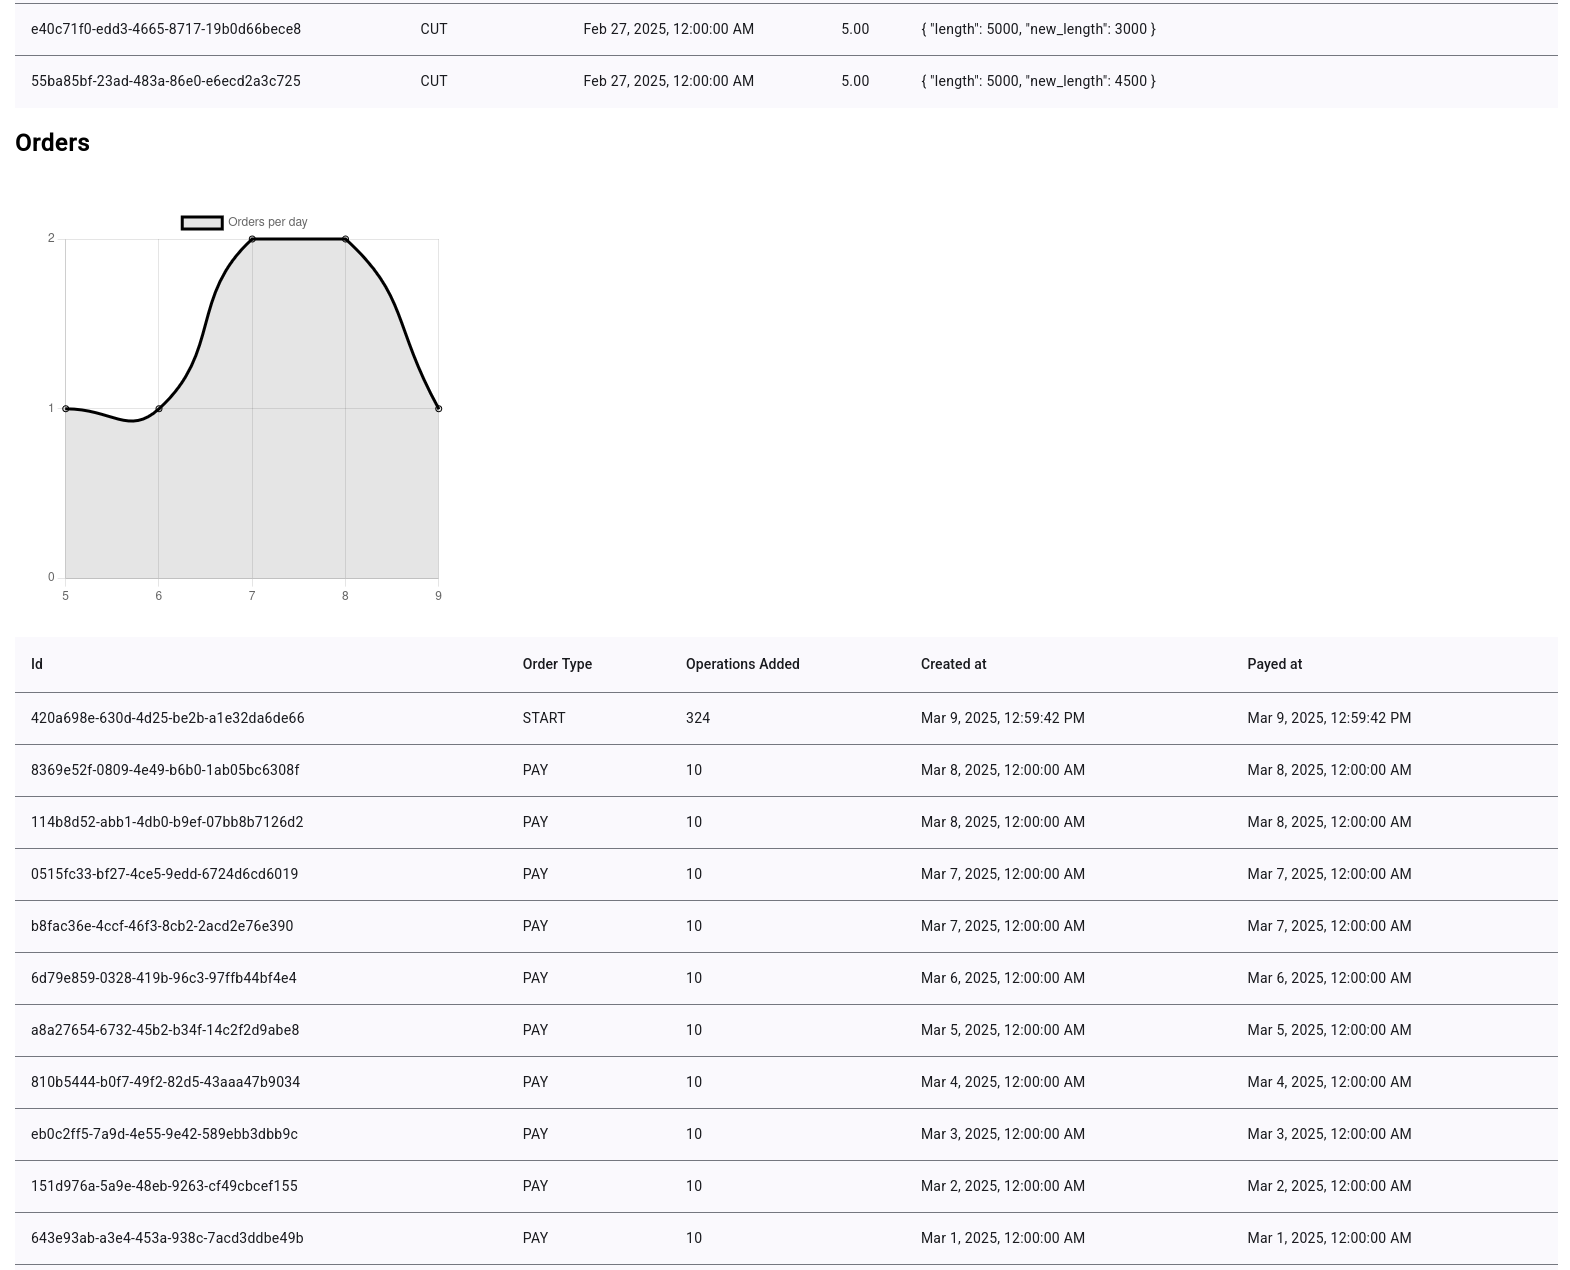 e40c71f0-edd3-4665-8717-19b0d66bece8 CUT Feb 27, 2025, 12:00:00 AM 5.00 { "length": 5000, "new_length": 3000 }
55ba85bf-23ad-483a-86e0-e6ecd2a3c725 CUT Feb 27, 2025, 12:00:00 AM 5.00 { "length": 5000, "new_length": 4500 }
Orders
Orders per day
2
1
0
5 6 7 8 9
Id Order Type Operations Added Created at Payed at
420a698e-630d-4d25-be2b-a1e32da6de66 START 324 Mar 9, 2025, 12:59:42 PM Mar 9, 2025, 12:59:42 PM
8369e52f-0809-4e49-b6b0-1ab05bc6308f PAY 10 Mar 8, 2025, 12:00:00 AM Mar 8, 2025, 12:00:00 AM
114b8d52-abb1-4db0-b9ef-07bb8b7126d2 PAY 10 Mar 8, 2025, 12:00:00 AM Mar 8, 2025, 12:00:00 AM
0515fc33-bf27-4ce5-9edd-6724d6cd6019 PAY 10 Mar 7, 2025, 12:00:00 AM Mar 7, 2025, 12:00:00 AM
b8fac36e-4ccf-46f3-8cb2-2acd2e76e390 PAY 10 Mar 7, 2025, 12:00:00 AM Mar 7, 2025, 12:00:00 AM
6d79e859-0328-419b-96c3-97ffb44bf4e4 PAY 10 Mar 6, 2025, 12:00:00 AM Mar 6, 2025, 12:00:00 AM
a8a27654-6732-45b2-b34f-14c2f2d9abe8 PAY 10 Mar 5, 2025, 12:00:00 AM Mar 5, 2025, 12:00:00 AM
810b5444-b0f7-49f2-82d5-43aaa47b9034 PAY 10 Mar 4, 2025, 12:00:00 AM Mar 4, 2025, 12:00:00 AM
eb0c2ff5-7a9d-4e55-9e42-589ebb3dbb9c PAY 10 Mar 3, 2025, 12:00:00 AM Mar 3, 2025, 12:00:00 AM
151d976a-5a9e-48eb-9263-cf49cbcef155 PAY 10 Mar 2, 2025, 12:00:00 AM Mar 2, 2025, 12:00:00 AM
643e93ab-a3e4-453a-938c-7acd3ddbe49b PAY 10 Mar 1, 2025, 12:00:00 AM Mar 1, 2025, 12:00:00 AM